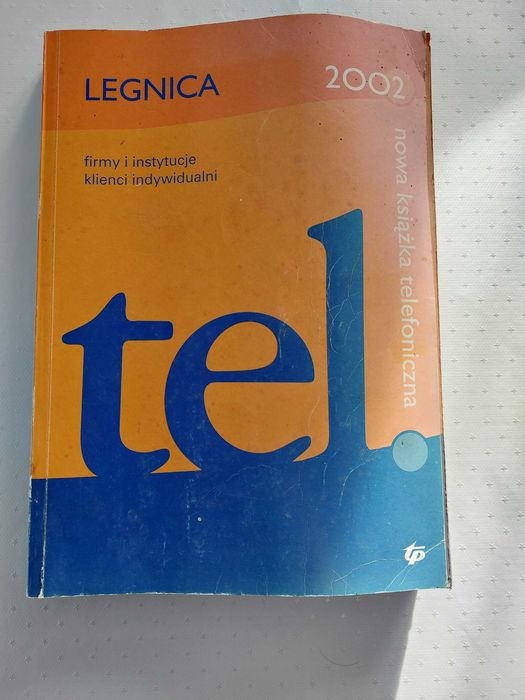 LEGNICA
2002
firmy i instytucje
klienci indywidualni
nowa książka telefoniczna
tel.
tp